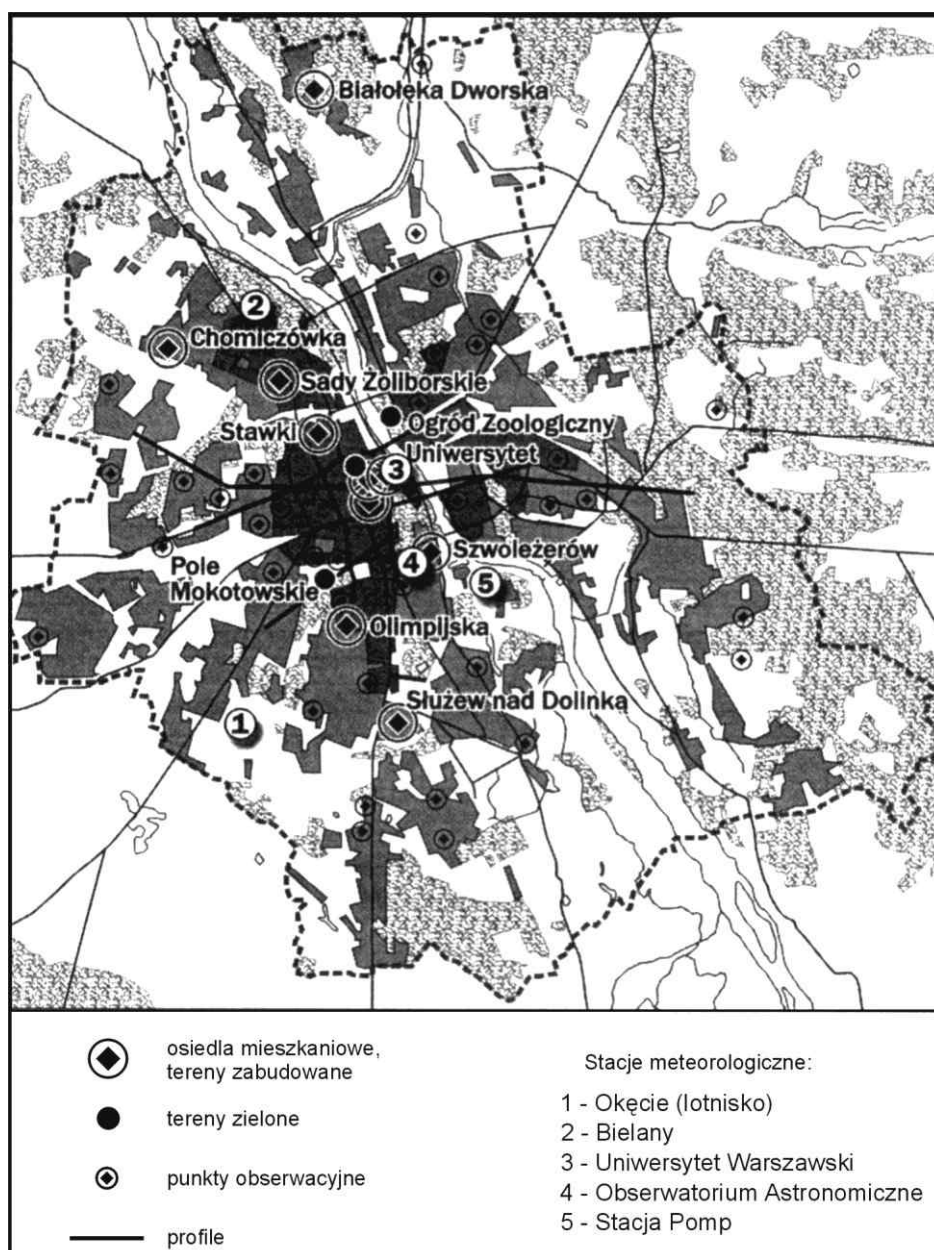 Białołęka Dworska
2
Chomiczówka
Sady Żoliborskie
Stawki
Ogród Zoologiczny
Uniwersytet
3
Szwoleżerów
4
5
Pole
Mokotowskie
Olimpijska
Służew nad Dolinką
1
osiedla mieszkaniowe,
tereny zabudowane
tereny zielone
punkty obserwacyjne
profile
Stacje meteorologiczne:
1 - Okęcie (lotnisko)
2 - Bielany
3 - Uniwersytet Warszawski
4 - Obserwatorium Astronomiczne
5 - Stacja Pomp